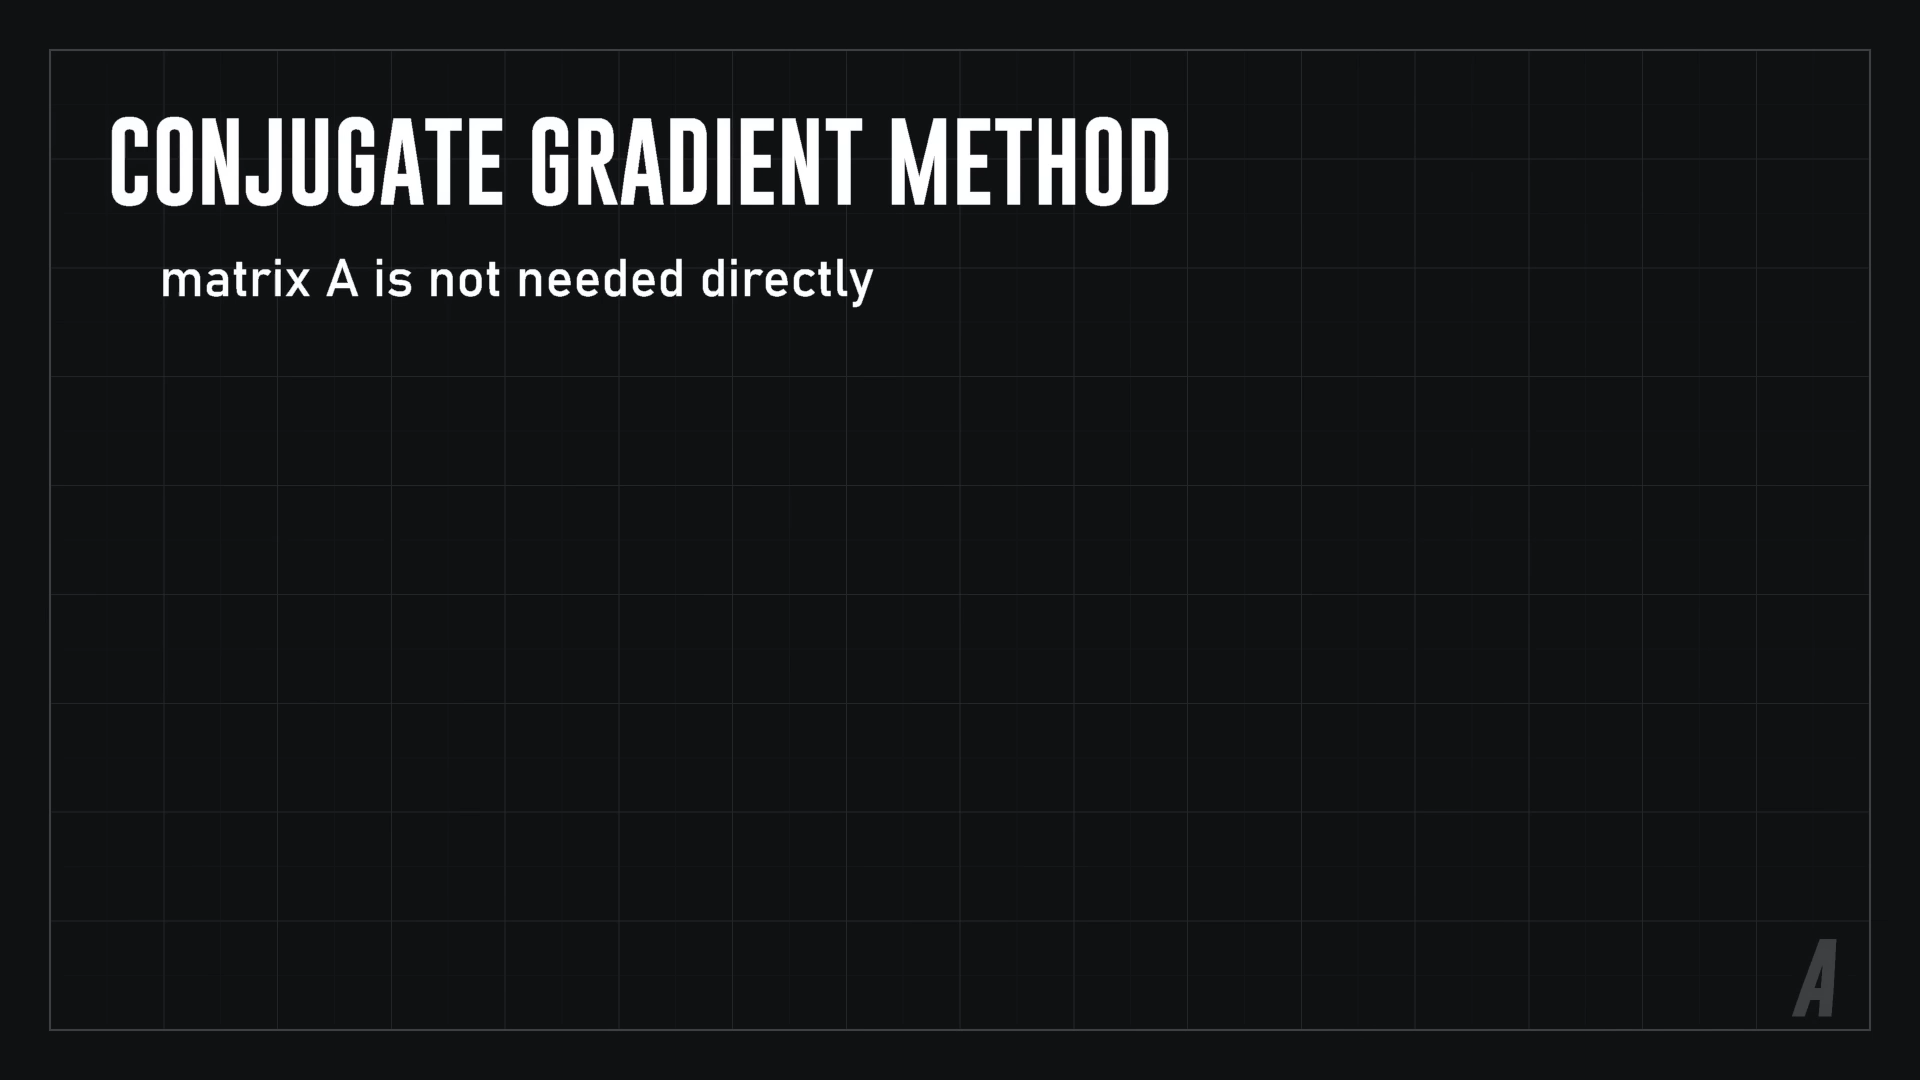 CONJUGATE GRADIENT METHOD
matrix A is not needed directly
A